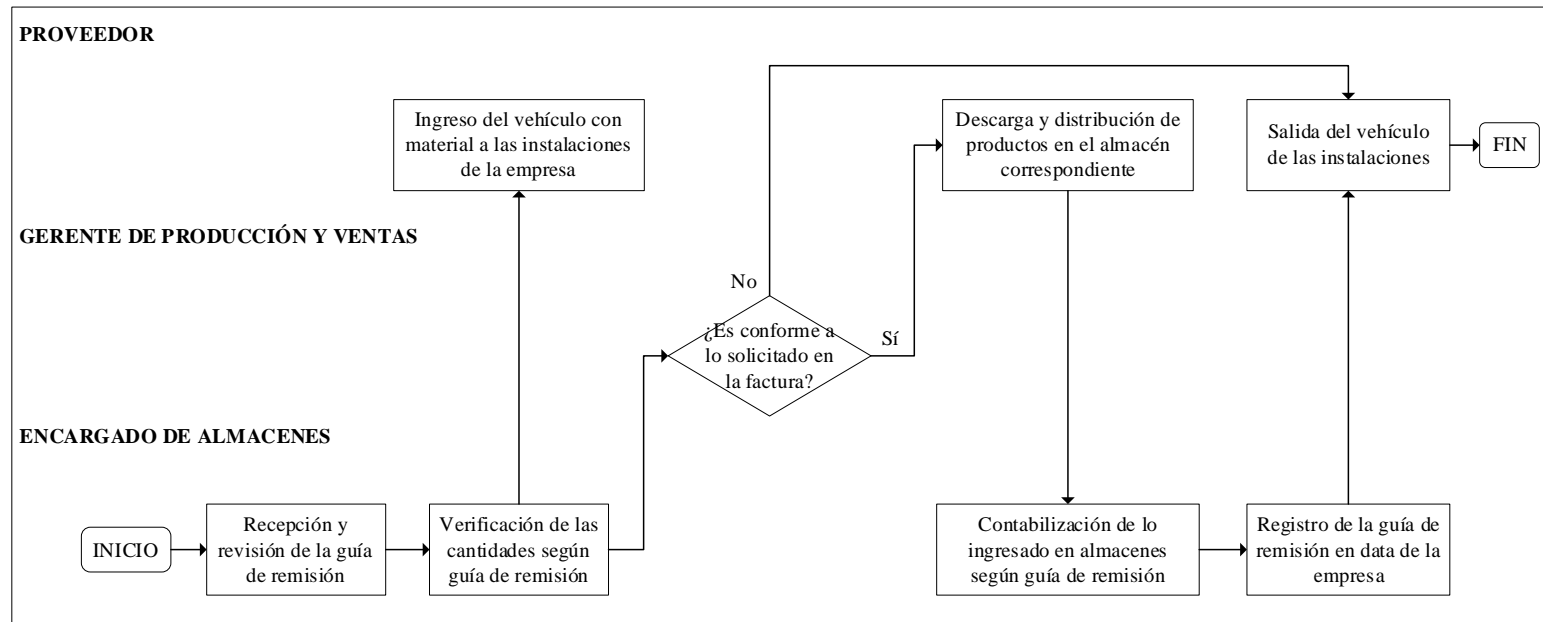 PROVEEDOR
Ingreso del vehículo con
material a las instalaciones
de la empresa
Descarga y distribución de
productos en el almacén
correspondiente
Salida del vehículo
de las instalaciones
FIN
GERENTE DE PRODUCCIÓN Y VENTAS
No
¿Es conforme a
lo solicitado en
la factura?
Sí
ENCARGADO DE ALMACENES
INICIO
Recepción y
revisión de la guía
de remisión
Verificación de las
cantidades según
guía de remisión
Contabilización de lo
ingresado en almacenes
según guía de remisión
Registro de la guía de
remisión en data de la
empresa